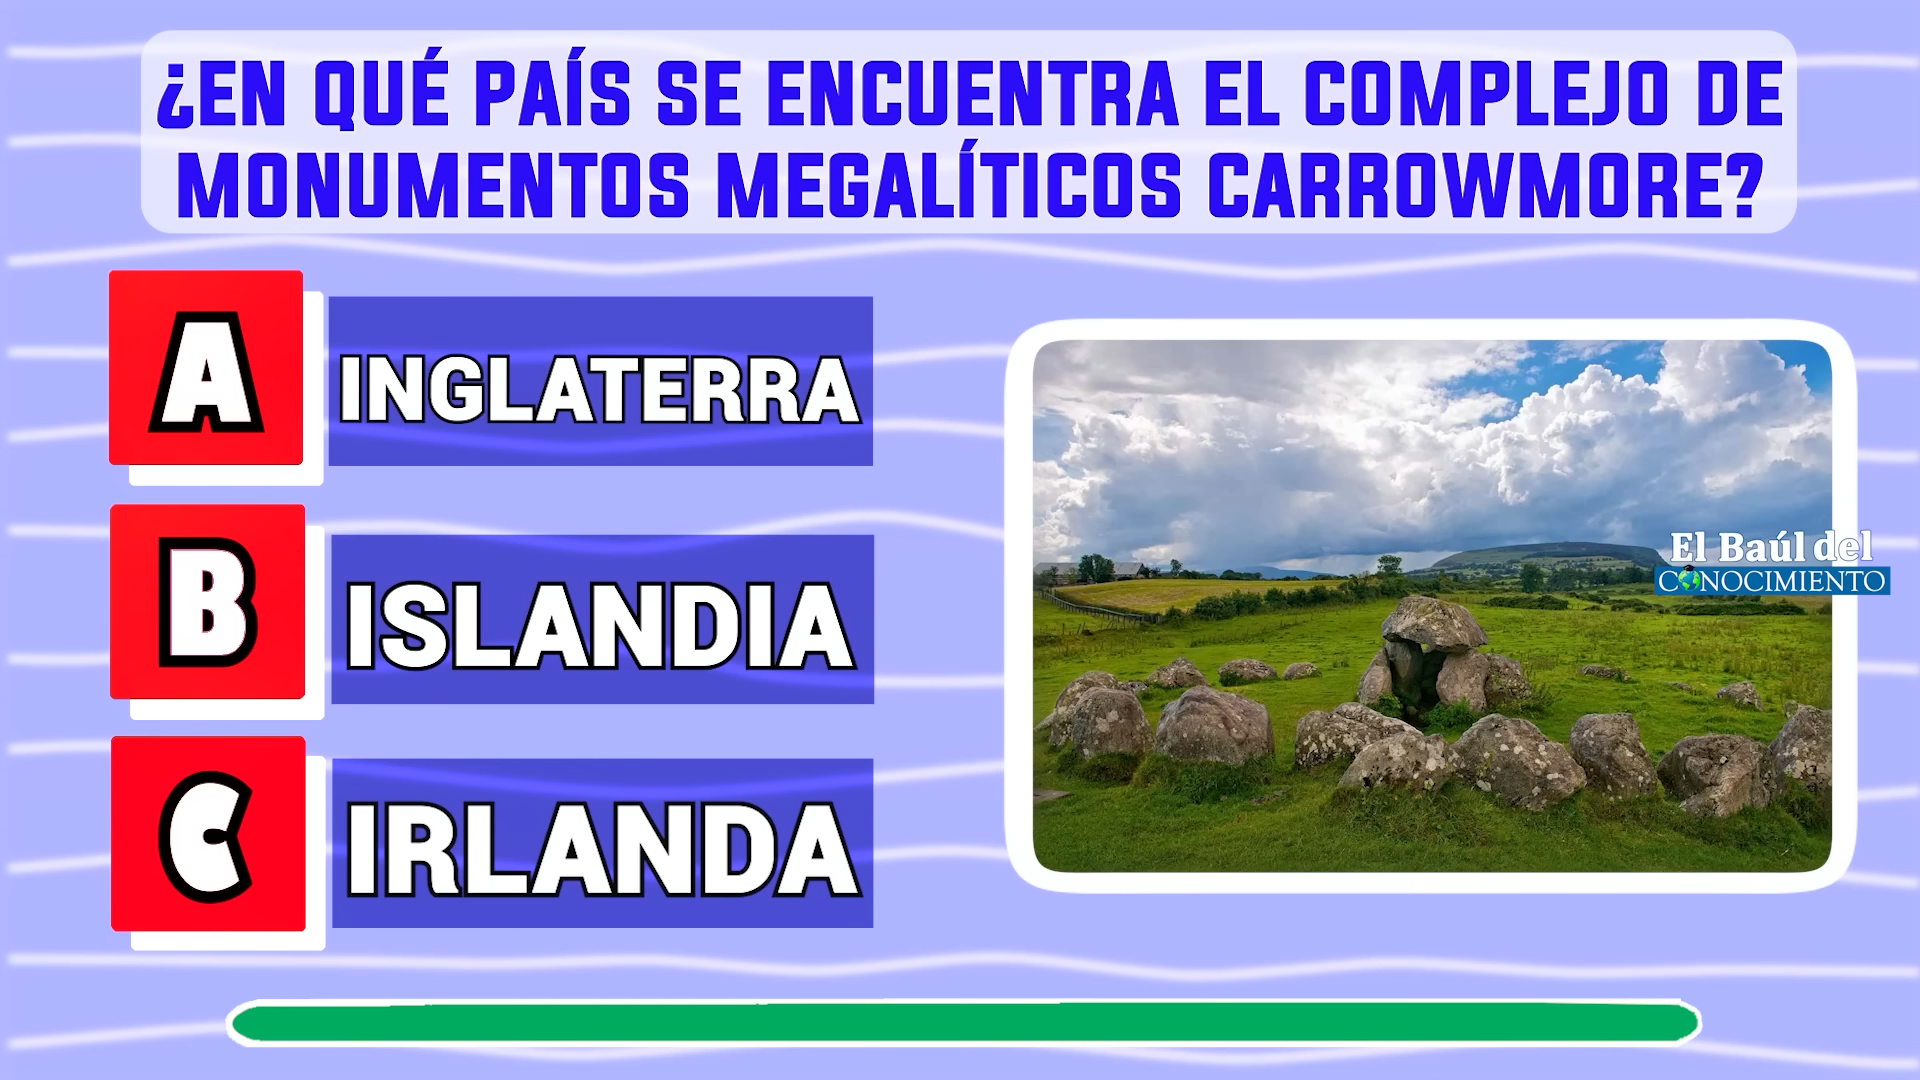 ¿EN QUÉ PAÍS SE ENCUENTRA EL COMPLEJO DE
MONUMENTOS MEGALÍTICOS CARROWMORE?
A
INGLATERRA
B
ISLANDIA
C
IRLANDA
El Baúl del
CONOCIMIENTO